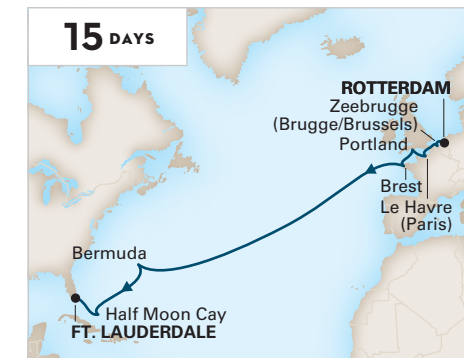 15 DAYS
ROTTERDAM
Zeebrugge
(Brugge/Brussels)
Portland
Brest
Le Havre
(Paris)
Bermuda
Half Moon Cay
FT. LAUDERDALE